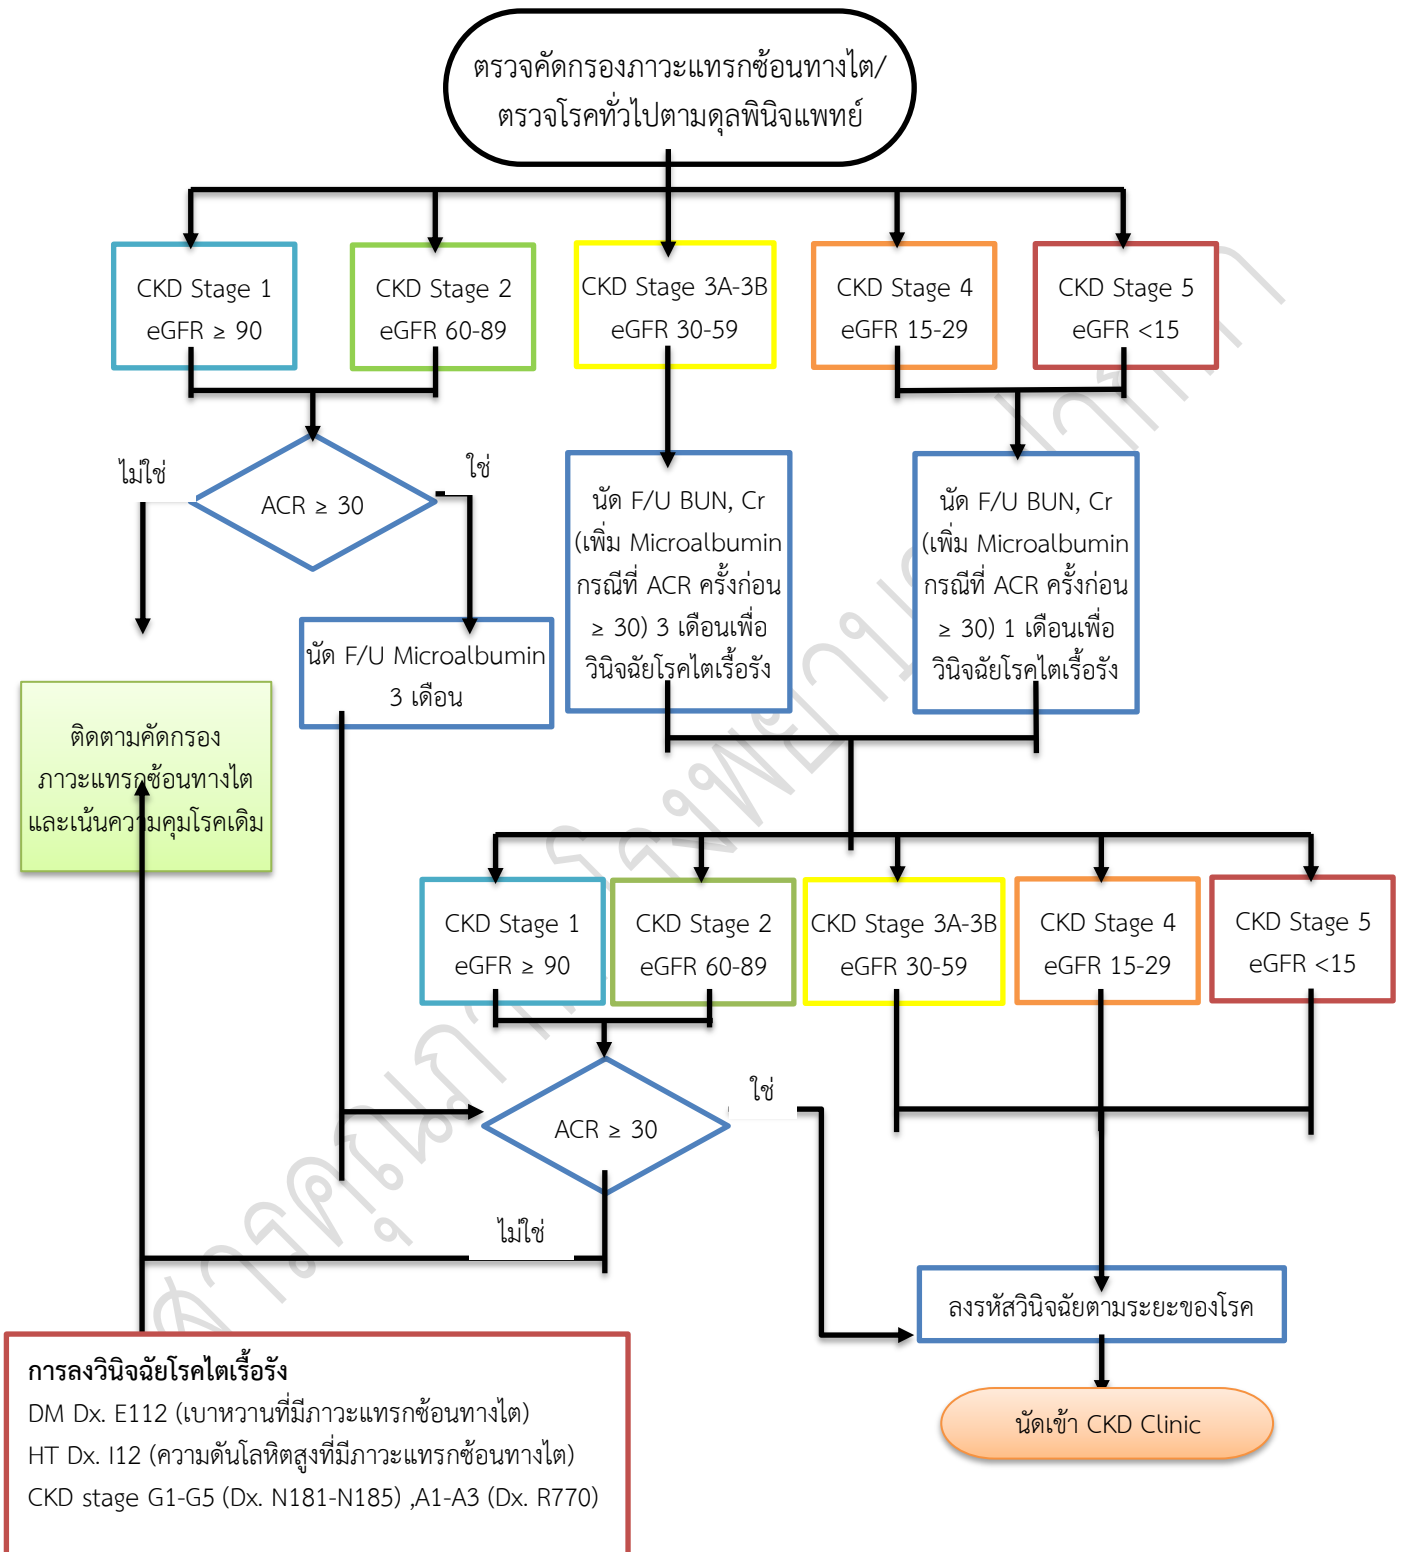 ตรวจคัดกรองภาวะแทรกซ้อนทางไต/
ตรวจโรคทั่วไปตามดุลพินิจแพทย์
CKD Stage 1
eGFR ≥ 90
CKD Stage 2
eGFR 60-89
CKD Stage 3A-3B
eGFR 30-59
CKD Stage 4
eGFR 15-29
CKD Stage 5
eGFR <15
ไม่ใช่
ACR ≥ 30
ใช่
นัด F/U BUN, Cr
(เพิ่ม Microalbumin
กรณีที่ ACR ครั้งก่อน
≥ 30) 3 เดือนเพื่อ
วินิจฉัยโรคไตเรื้อรัง
นัด F/U BUN, Cr
(เพิ่ม Microalbumin
กรณีที่ ACR ครั้งก่อน
≥ 30) 1 เดือนเพื่อ
วินิจฉัยโรคไตเรื้อรัง
นัด F/U Microalbumin
3 เดือน
ติดตามคัดกรอง
ภาวะแทรกซ้อนทางไต
และเน้นความคุมโรคเดิม
CKD Stage 1
eGFR ≥ 90
CKD Stage 2
eGFR 60-89
CKD Stage 3A-3B
eGFR 30-59
CKD Stage 4
eGFR 15-29
CKD Stage 5
eGFR <15
ACR ≥ 30
ใช่
ไม่ใช่
ลงรหัสวินิจฉัยตามระยะของโรค
นัดเข้า CKD Clinic
การลงวินิจฉัยโรคไตเรื้อรัง
DM Dx. E112 (เบาหวานที่มีภาวะแทรกซ้อนทางไต)
HT Dx. I12 (ความดันโลหิตสูงที่มีภาวะแทรกซ้อนทางไต)
CKD stage G1-G5 (Dx. N181-N185) ,A1-A3 (Dx. R770)